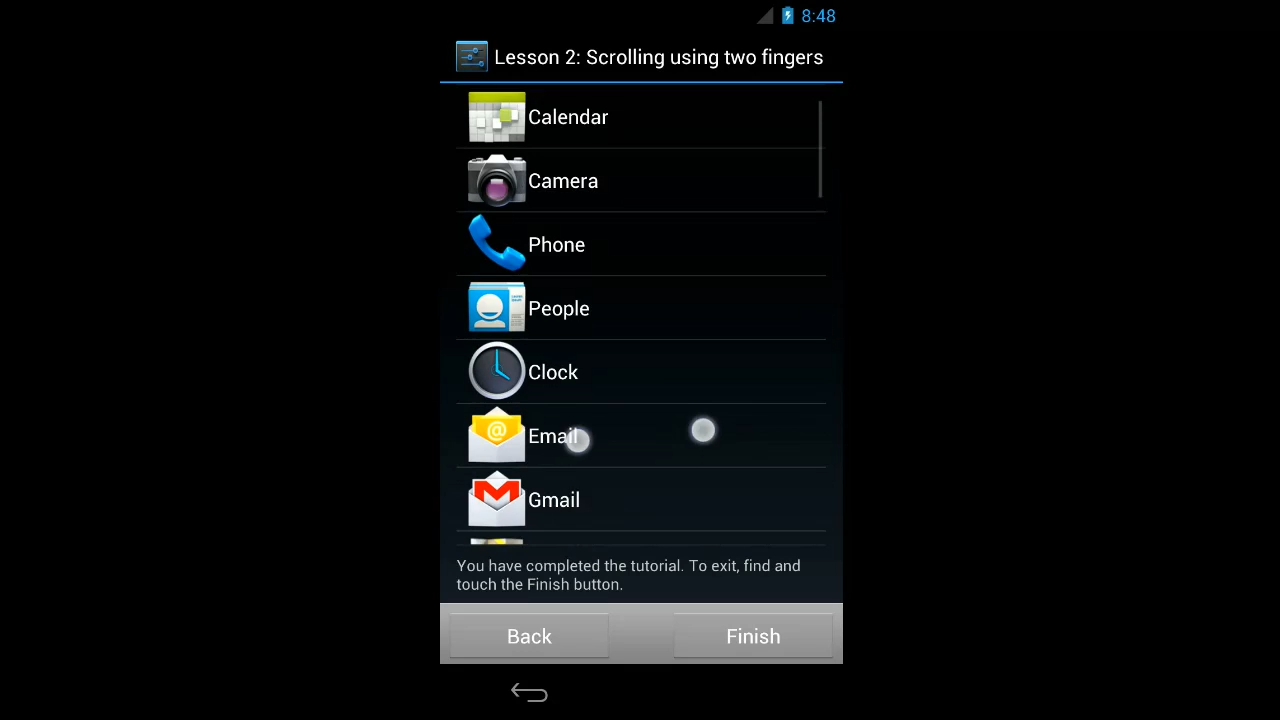 8:48
Lesson 2: Scrolling using two fingers
Calendar
Camera
Phone
People
Clock
@
Email
Gmail
You have completed the tutorial. To exit, find and
touch the Finish button.
Back
Finish